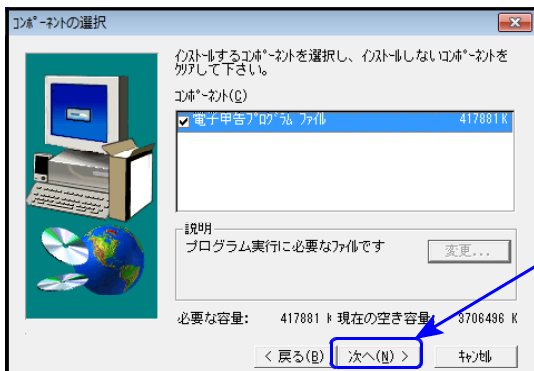 ｺﾝﾎﾟｰﾈﾝﾄの選択
ｲﾝｽﾄｰﾙするｺﾝﾎﾟｰﾈﾝﾄを選択し、ｲﾝｽﾄｰﾙしないｺﾝﾎﾟｰﾈﾝﾄを
ｸﾘｱして下さい。
ｺﾝﾎﾟｰﾈﾝﾄ(C)
電子申告ﾌﾟﾛｸﾞﾗﾑ ﾌｧｲﾙ 417881 K
説明
プログラム実行に必要なﾌｧｲﾙです
変更...
必要な容量: 417881 K 現在の空き容量: 3706496 K
< 戻る(B) 次へ(N) > ｷｬﾝｾﾙ